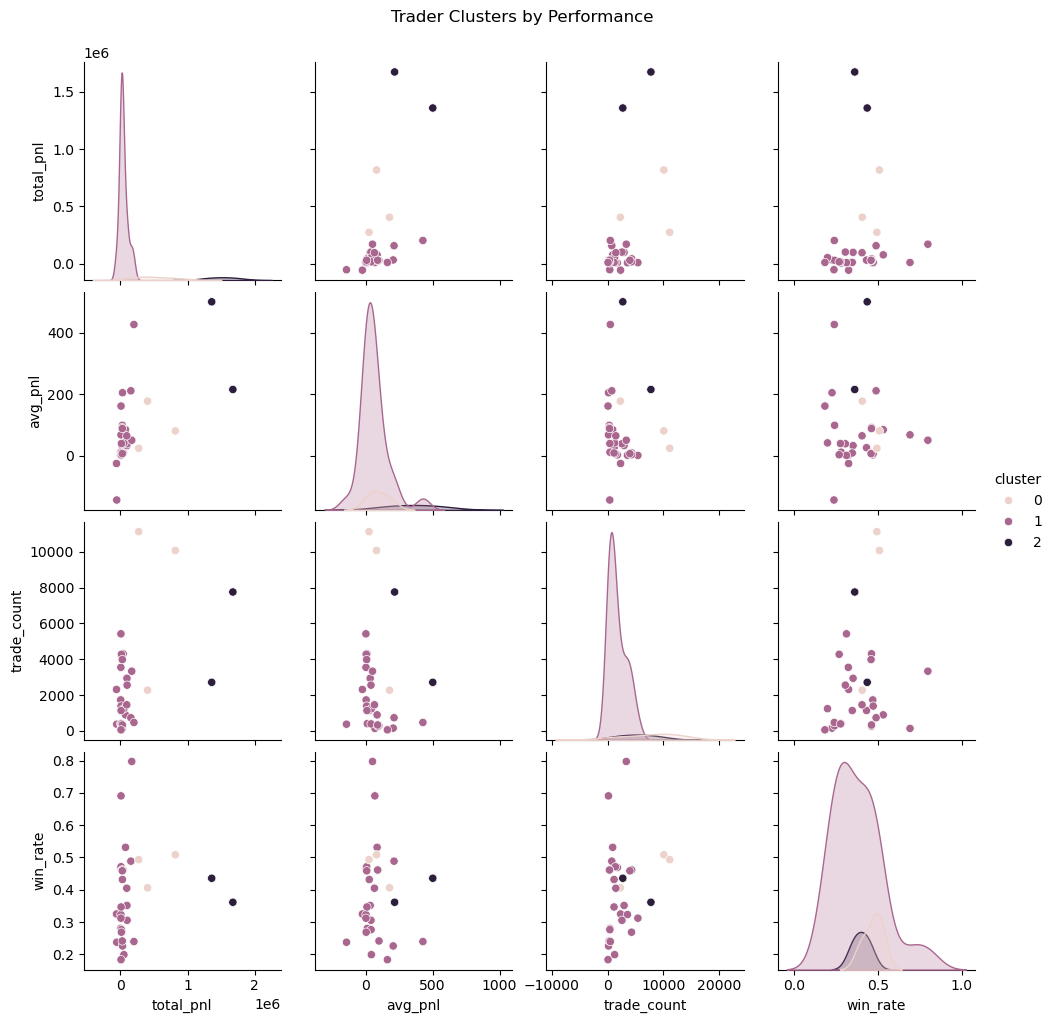 Trader Clusters by Performance
1e6
total_pnl
1.5
1.0
0.5
0.0
avg_pnl
400
200
0
cluster
0
1
2
trade_count
10000
8000
6000
4000
2000
0
win_rate
0.8
0.7
0.6
0.5
0.4
0.3
0.2
0 1 2
1e6
total_pnl
0 500 1000
avg_pnl
−10000 0 10000 20000
trade_count
0.0 0.5 1.0
win_rate